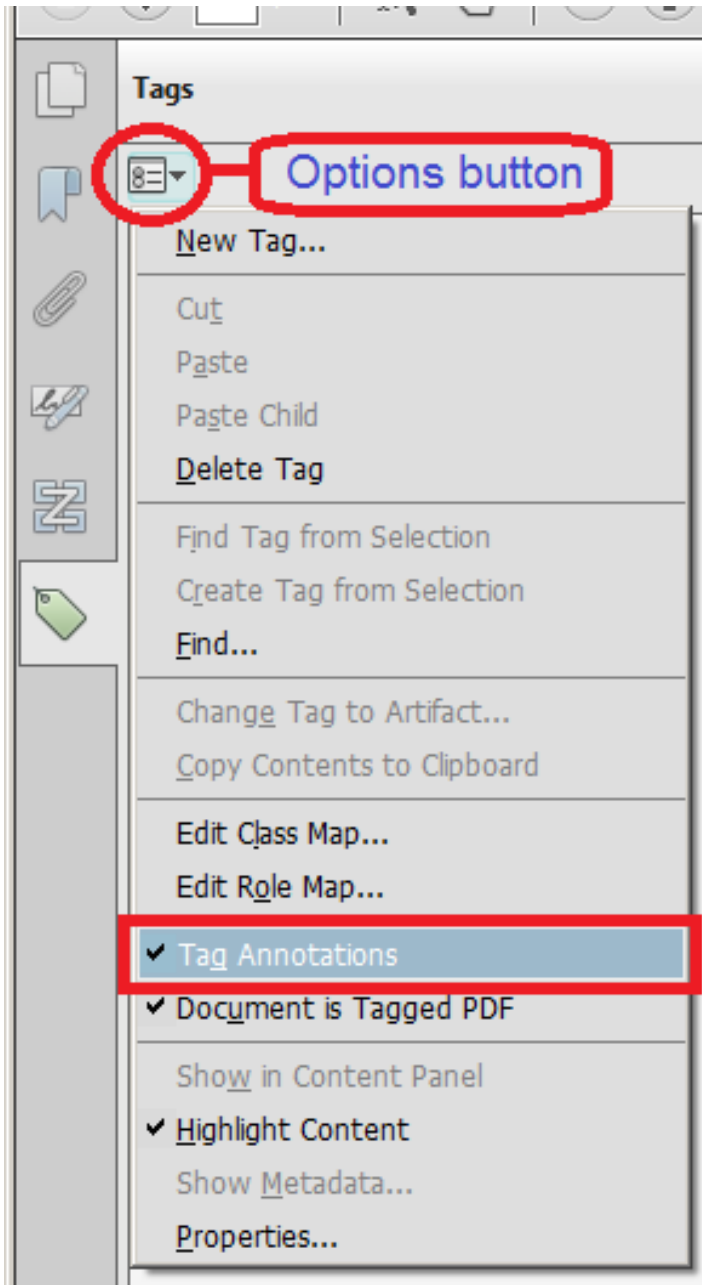 Tags
Options button
New Tag...
Cut
Paste
Paste Child
Delete Tag
Find Tag from Selection
Create Tag from Selection
Find...
Change Tag to Artifact...
Copy Contents to Clipboard
Edit Class Map...
Edit Role Map...
Tag Annotations
Document is Tagged PDF
Show in Content Panel
Highlight Content
Show Metadata...
Properties...